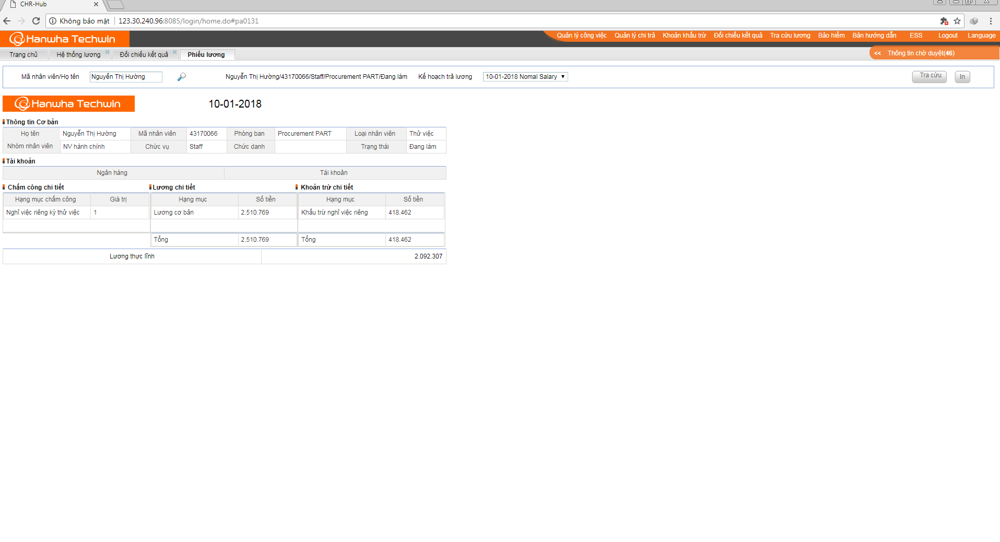 CHR-Hub
Không bảo mật 123.30.240.96:8085/login/home.do#pa0131
Hanwha Techwin
Quản lý công việc Quản lý chi trả Khoản khấu trừ Đối chiếu kết quả Tra cứu lương Bảo hiểm Bản hướng dẫn ESS Logout Language
Trang chủ Hệ thống lương Đối chiếu kết quả Phiếu lương
<< Thông tin chờ duyệt(46)
Mã nhân viên/Họ tên Nguyễn Thị Hường Nguyễn Thị Hường/43170066/Staff/Procurement PART/Đang làm Kế hoạch trả lương 10-01-2018 Nomal Salary Tra cứu In
Hanwha Techwin 10-01-2018
Thông tin Cơ bản
Họ tên Nguyễn Thị Hường Mã nhân viên 43170066 Phòng ban Procurement PART Loại nhân viên Thử việc
Nhóm nhân viên NV hành chính Chức vụ Staff Chức danh Trạng thái Đang làm
Tài khoản
Ngân hàng Tài khoản
Chấm công chi tiết Lương chi tiết Khoản trừ chi tiết
Hạng mục chấm công Giá trị Hạng mục Số tiền Hạng mục Số tiền
Nghỉ việc riêng kỳ thử việc 1 Lương cơ bản 2.510.769 Khấu trừ nghỉ việc riêng 418.462
Tổng 2.510.769 Tổng 418.462
Lương thực lĩnh 2.092.307